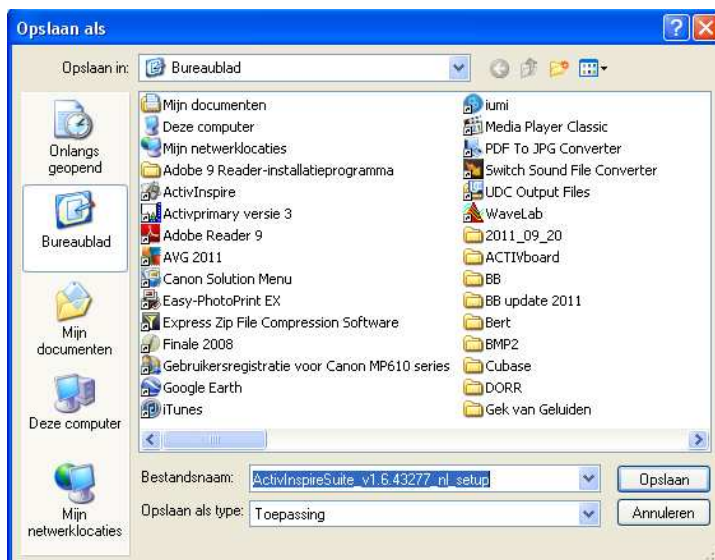 Opslaan als
Opslaan in:
Bureaublad
Onlangs geopend
Bureaublad
Mijn documenten
Deze computer
Mijn netwerklocaties
Mijn documenten
Deze computer
Mijn netwerklocaties
Adobe 9 Reader-installatieprogramma
ActivInspire
Activprimary versie 3
Adobe Reader 9
AVG 2011
Canon Solution Menu
Easy-PhotoPrint EX
Express Zip File Compression Software
Finale 2008
Gebruikersregistratie voor Canon MP610 series
Google Earth
iTunes
iumi
Media Player Classic
PDF To JPG Converter
Switch Sound File Converter
UDC Output Files
WaveLab
2011_09_20
ACTIVboard
BB
BB update 2011
Bert
BMP2
Cubase
DORR
Gek van Geluiden
Bestandsnaam:
ActivInspireSuite_v1.6.43277_nl_setup
Opslaan
Opslaan als type:
Toepassing
Annuleren